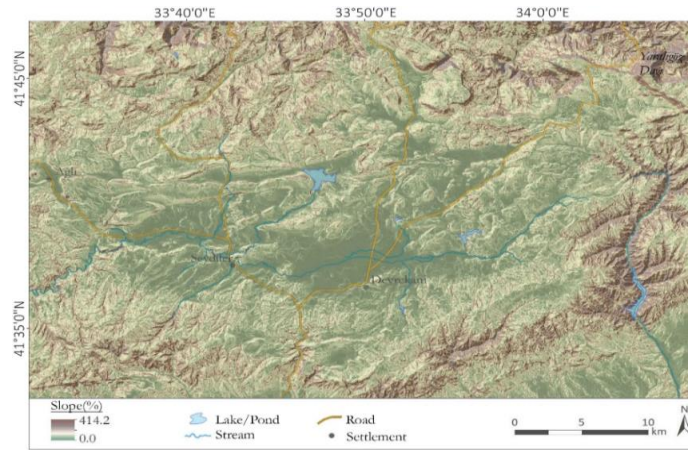 33°40'0"E 33°50'0"E 34°0'0"E
41°45'0"N
41°35'0"N
Ağlı
Devrekani
Slope(%)
414.2
0.0
Lake/Pond
Stream
Road
Settlement
0 5 10
km
N